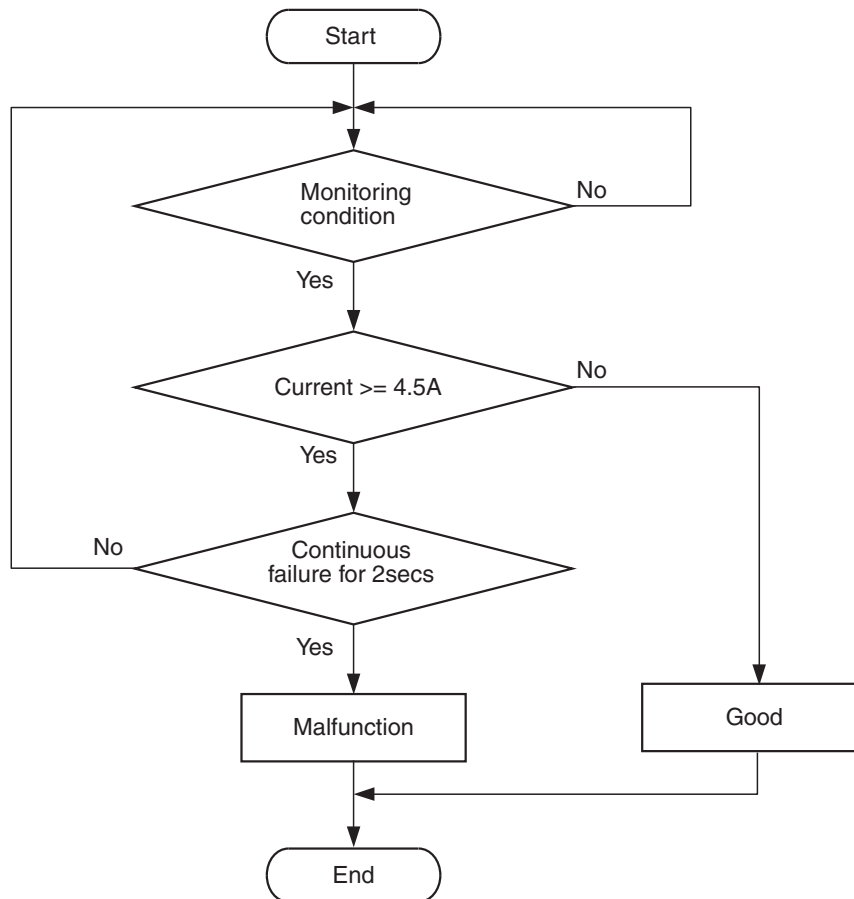 Start
Monitoring
condition
No
Yes
Current >= 4.5A
No
Yes
Continuous
failure for 2secs
No
Yes
Malfunction
Good
End